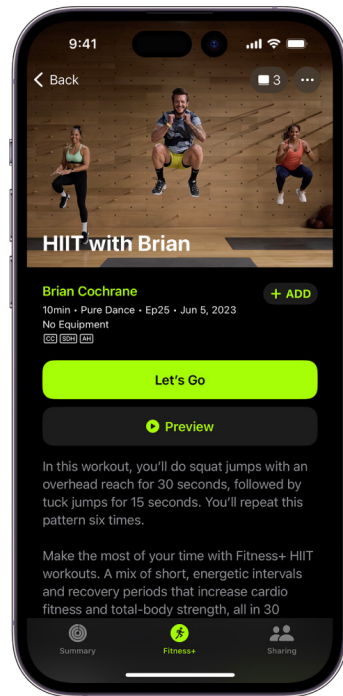 9:41
Back
3
HIIT with Brian
Brian Cochrane
+ ADD
10min • Pure Dance • Ep25 • Jun 5, 2023
No Equipment
CC SDH AH
Let's Go
Preview
In this workout, you'll do squat jumps with an
overhead reach for 30 seconds, followed by
tuck jumps for 15 seconds. You'll repeat this
pattern six times.
Make the most of your time with Fitness+ HIIT
workouts. A mix of short, energetic intervals
and recovery periods that increase cardio
fitness and total-body strength, all in 30
Summary
Fitness+
Sharing